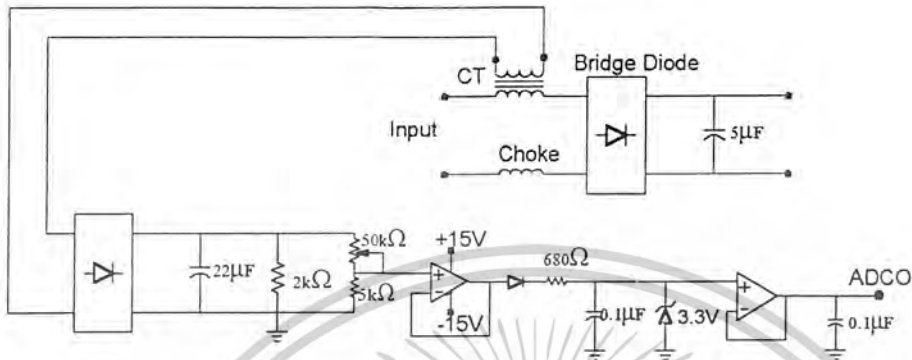 CT
Bridge Diode
Input
5µF
Choke
50kΩ
+15V
22µF
2kΩ
5kΩ
-15V
680Ω
0.1µF
3.3V
ADCO
0.1µF